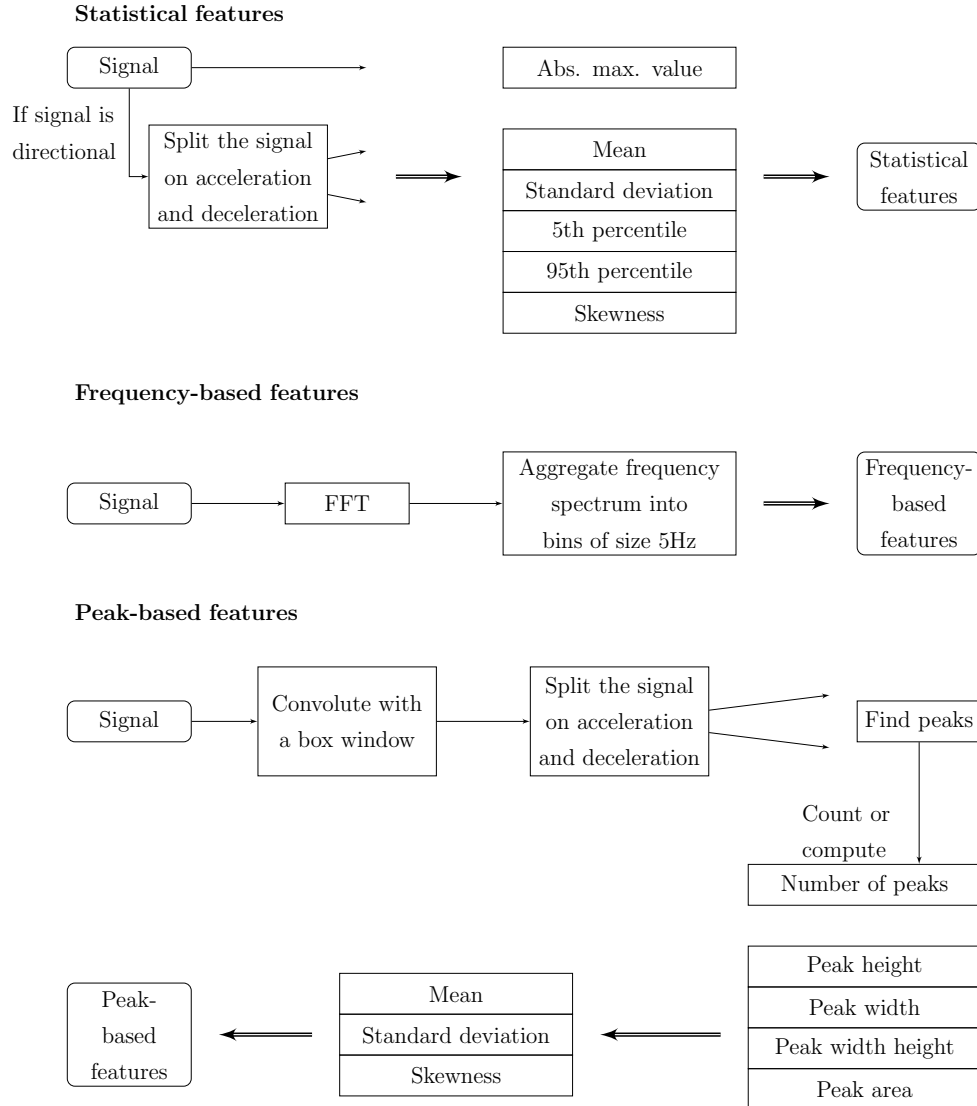 Statistical features
Signal
Abs. max. value
If signal is
directional
Split the signal
on acceleration
and deceleration
Mean
Standard deviation
5th percentile
95th percentile
Skewness
Statistical
features
Frequency-based features
Signal
FFT
Aggregate frequency
spectrum into
bins of size 5Hz
Frequency-
based
features
Peak-based features
Signal
Convolute with
a box window
Split the signal
on acceleration
and deceleration
Find peaks
Count or
compute
Number of peaks
Peak height
Peak width
Peak width height
Peak area
Mean
Standard deviation
Skewness
Peak-
based
features